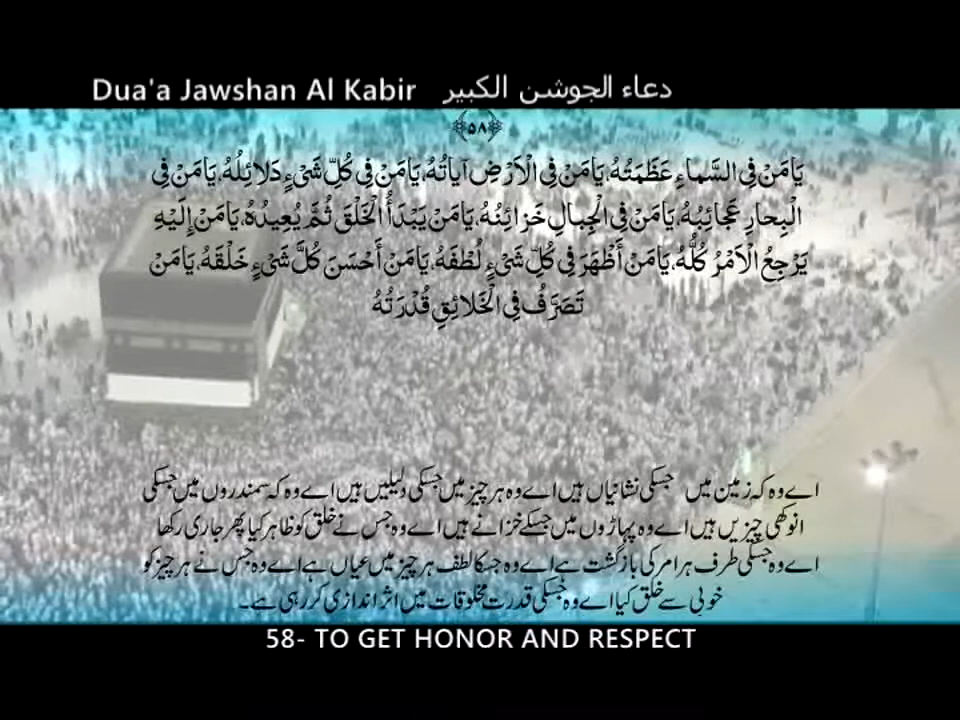 Dua'a Jawshan Al Kabir دعاء الجوشن الكبير
﴿۵۸﴾
يَا مَنْ فِي السَّمَاءِ عَظَمَتُهُ، يَا مَنْ فِي الْاَرْضِ آيَاتُهُ، يَا مَنْ فِي كُلِّ شَيْءٍ دَلَائِلُهُ، يَا مَنْ فِي
الْبِحَارِ عَجَائِبُهُ، يَا مَنْ فِي الْجِبَالِ خَزَائِنُهُ، يَا مَنْ يَبْدَأُ الْخَلْقَ ثُمَّ يُعِيدُهُ، يَا مَنْ إِلَيْهِ
يَرْجِعُ الْاَمْرُ كُلُّهُ، يَا مَنْ أَظْهَرَ فِي كُلِّ شَيْءٍ لُطْفَهُ، يَا مَنْ أَحْسَنَ كُلَّ شَيْءٍ خَلْقَهُ، يَا مَنْ
تَصَرَّفُ فِي الْخَلَائِقِ قُدْرَتُهُ
اے وہ کہ زمین میں جسکی نشانیاں ہیں اے وہ ہر چیز میں جسکی دلیلیں ہیں اے وہ کہ سمندروں میں جسکی
انوکھی چیزیں ہیں اے وہ پہاڑوں میں جسکے خزانے ہیں اے وہ جس نے خلق کو ظاہر کیا پھر جاری رکھا
اے وہ جسکی طرف ہر امر کی بازگشت ہے اے وہ جسکا لطف ہر چیز میں عیاں ہے اے وہ جس نے ہر چیز کو
خوبی سے خلق کیا اے وہ جسکی قدرت مخلوقات میں اثر اندازی کر رہی ہے۔
58- TO GET HONOR AND RESPECT